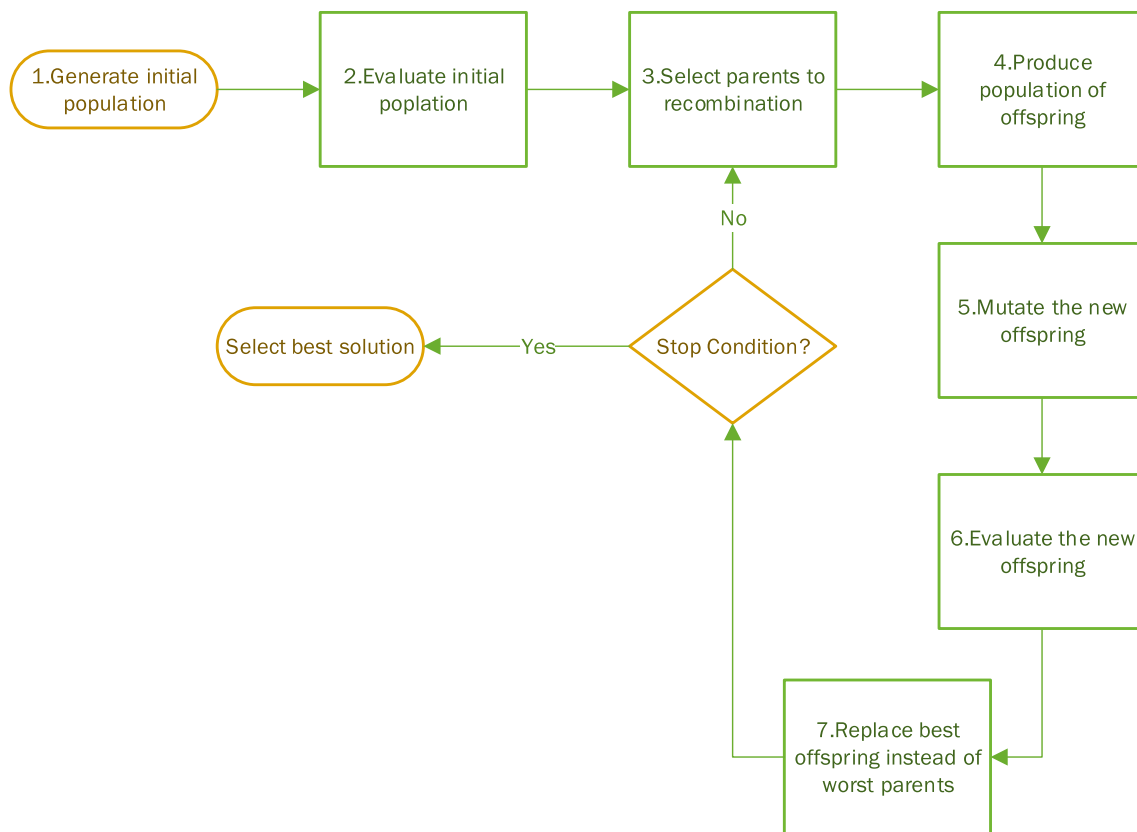 1.Generate initial
population
2.Evaluate initial
poplation
3.Select parents to
recombination
4.Produce
population of
offspring
5.Mutate the new
offspring
6.Evaluate the new
offspring
7.Replace best
offspring instead of
worst parents
Stop Condition?
No
Yes
Select best solution